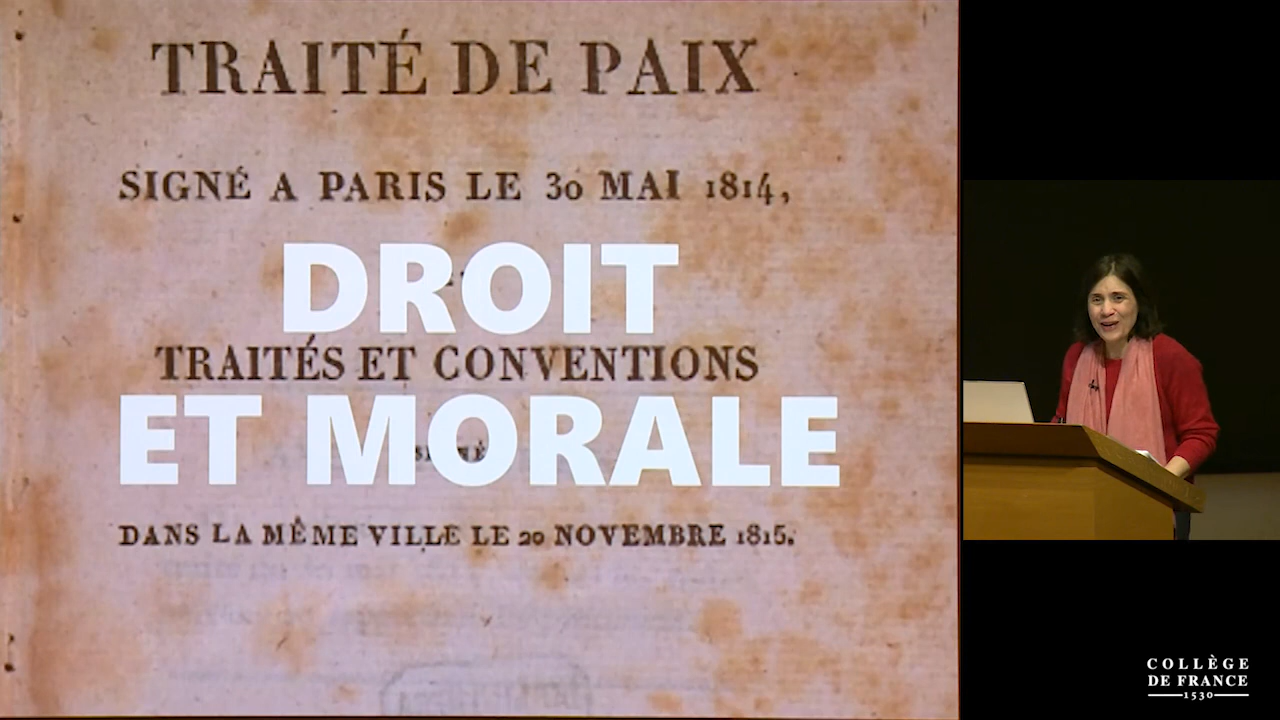 TRAITÉ DE PAIX
SIGNÉ A PARIS LE 30 MAI 1814,
DROIT
TRAITÉS ET CONVENTIONS
ET MORALE
DANS LA MÊME VILLE LE 20 NOVEMBRE 1815.
COLLÈGE
DE FRANCE
1530